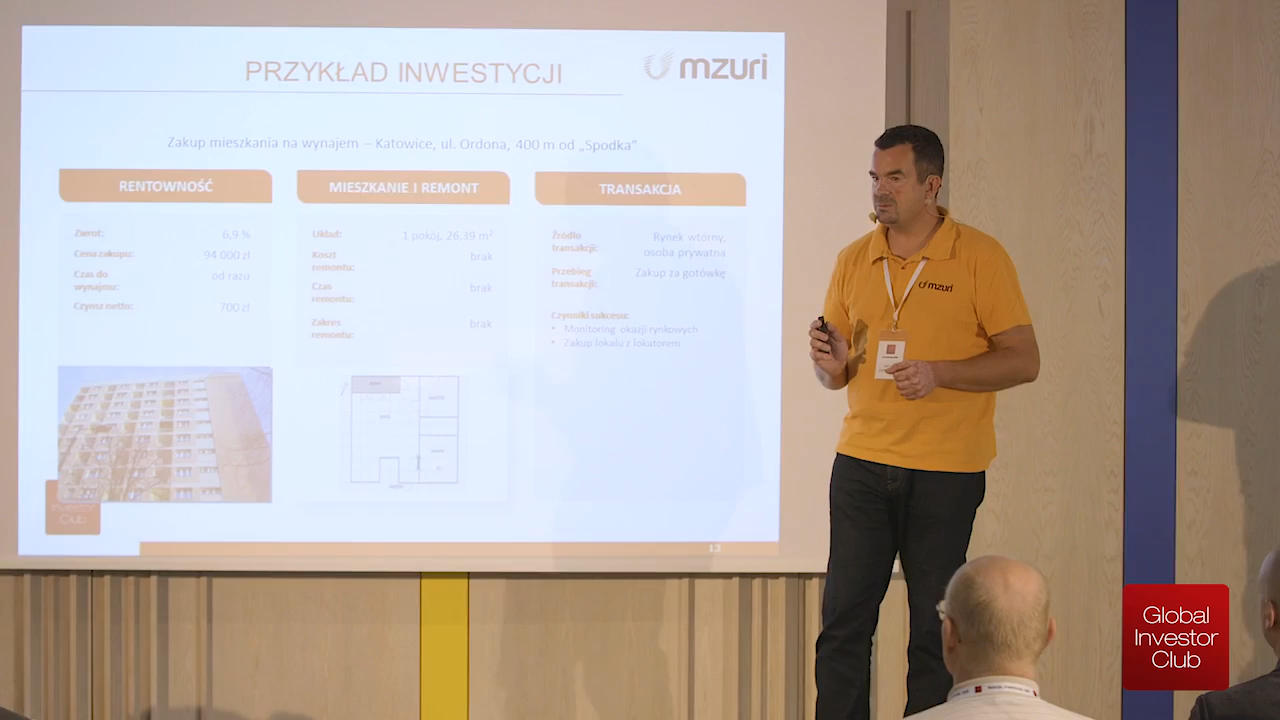 PRZYKŁAD INWESTYCJI
mzuri
Zakup mieszkania na wynajem – Katowice, ul. Ordona, 400 m od „Spodka”
RENTOWNOŚĆ
Zwrot: 6,9 %
Cena zakupu: 94 000 zł
Czas do wynajmu: od razu
Czynsz netto: 700 zł
MIESZKANIE I REMONT
Układ: 1 pokój, 26,39 m²
Koszt remontu: brak
Czas remontu: brak
Zakres remontu: brak
TRANSAKCJA
Źródło transakcji: Rynek wtórny, osoba prywatna
Przebieg transakcji: Zakup za gotówkę
Czynniki sukcesu:
• Monitoring okazji rynkowych
• Zakup lokalu z lokatorem
Investor
Club
13
mzuri
Global
Investor
Club